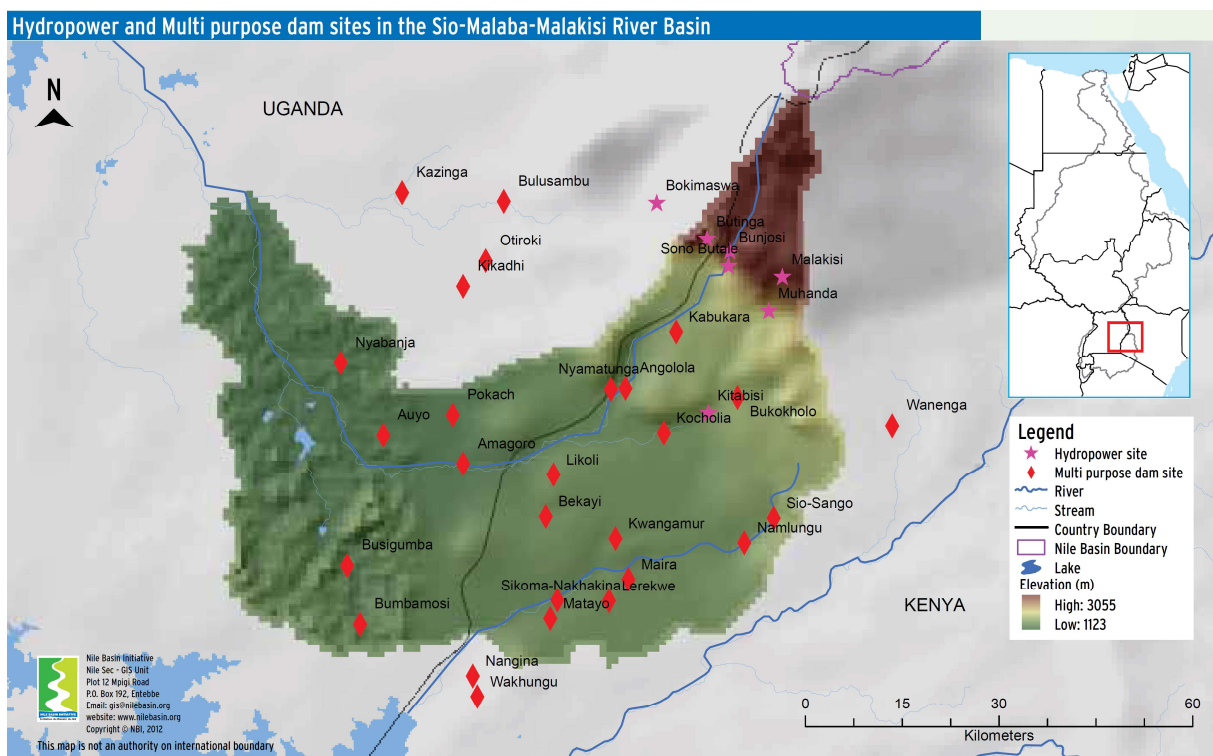 Hydropower and Multi purpose dam sites in the Sio-Malaba-Malakisi River Basin
N
UGANDA
Kazinga
Bulusambu
Bokimaswa
Butinga
Bunjosi
Sono Butale
Otiroki
Kikadhi
Malakisi
Muhanda
Kabukara
Nyabanja
Nyamatunga
Angolola
Pokach
Kitabisi
Auyo
Bukokholo
Kocholia
Wanenga
Amagoro
Likoli
Bekayi
Sio-Sango
Kwangamur
Namlungu
Busigumba
Maira
Sikoma-Nakhakina
Lerekwe
Bumbamosi
Matayo
KENYA
Nangina
Wakhungu
Legend
Hydropower site
Multi purpose dam site
River
Stream
Country Boundary
Nile Basin Boundary
Lake
Elevation (m)
High: 3055
Low: 1123
NILE BASIN INITIATIVE
Nile Basin Initiative
Nile Sec - GIS Unit
Plot 12 Mpigi Road
P.O. Box 192, Entebbe
Email: gis@nilebasin.org
website: www.nilebasin.org
Copyright © NBI, 2012
This map is not an authority on international boundary
0 15 30 60
Kilometers